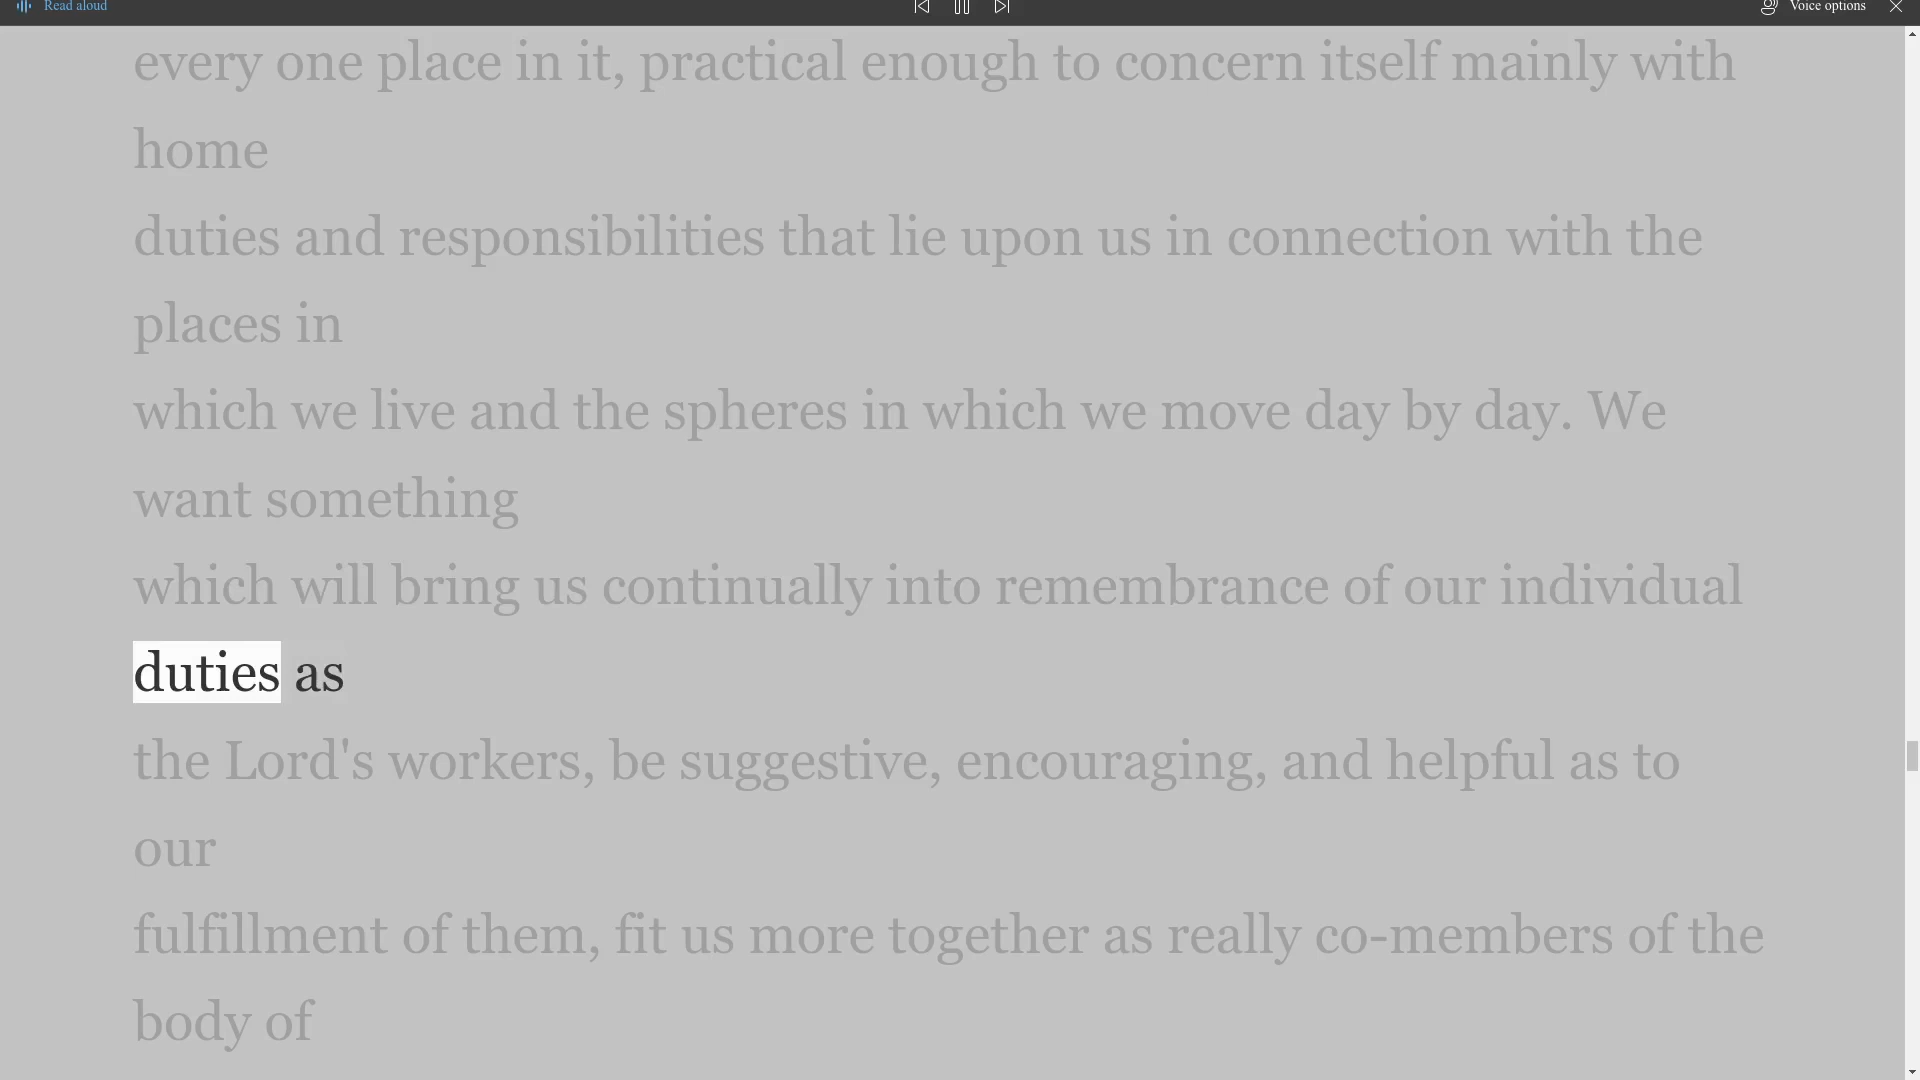 Read aloud
Voice options
every one place in it, practical enough to concern itself mainly with
home
duties and responsibilities that lie upon us in connection with the
places in
which we live and the spheres in which we move day by day. We
want something
which will bring us continually into remembrance of our individual
duties as
the Lord's workers, be suggestive, encouraging, and helpful as to
our
fulfillment of them, fit us more together as really co-members of the
body of